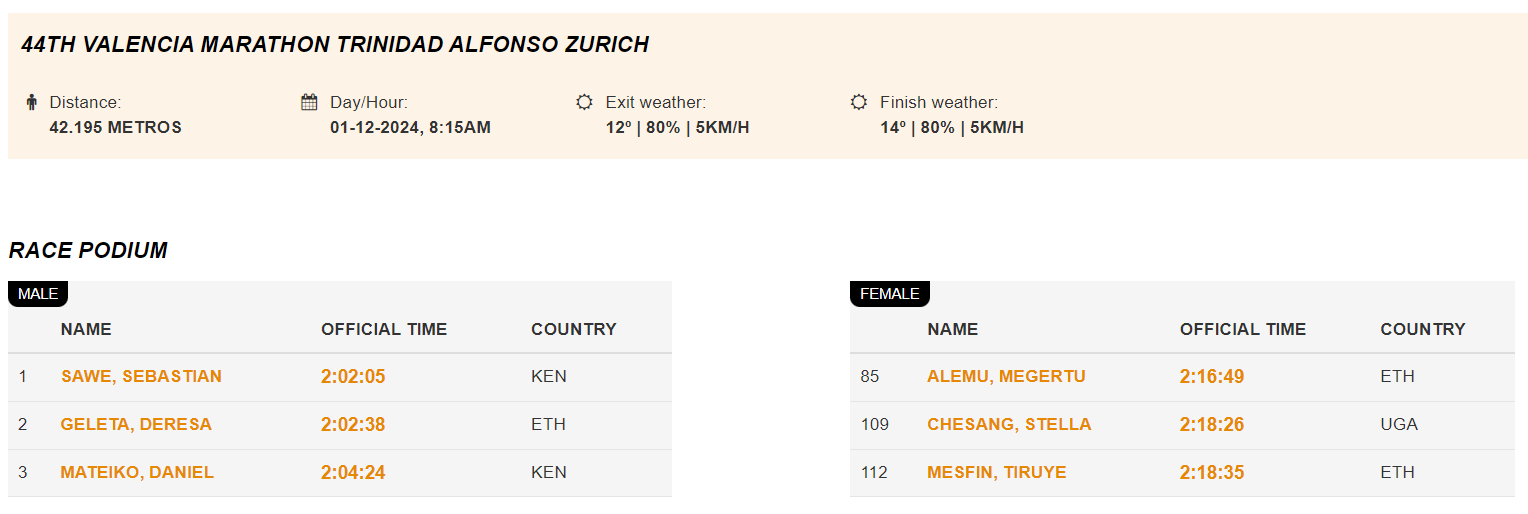 44TH VALENCIA MARATHON TRINIDAD ALFONSO ZURICH
Distance: Day/Hour: Exit weather: Finish weather:
42.195 METROS 01-12-2024, 8:15AM 12º | 80% | 5KM/H 14º | 80% | 5KM/H
RACE PODIUM
MALE
NAME OFFICIAL TIME COUNTRY
1 SAWE, SEBASTIAN 2:02:05 KEN
2 GELETA, DERESA 2:02:38 ETH
3 MATEIKO, DANIEL 2:04:24 KEN
FEMALE
NAME OFFICIAL TIME COUNTRY
85 ALEMU, MEGERTU 2:16:49 ETH
109 CHESANG, STELLA 2:18:26 UGA
112 MESFIN, TIRUYE 2:18:35 ETH